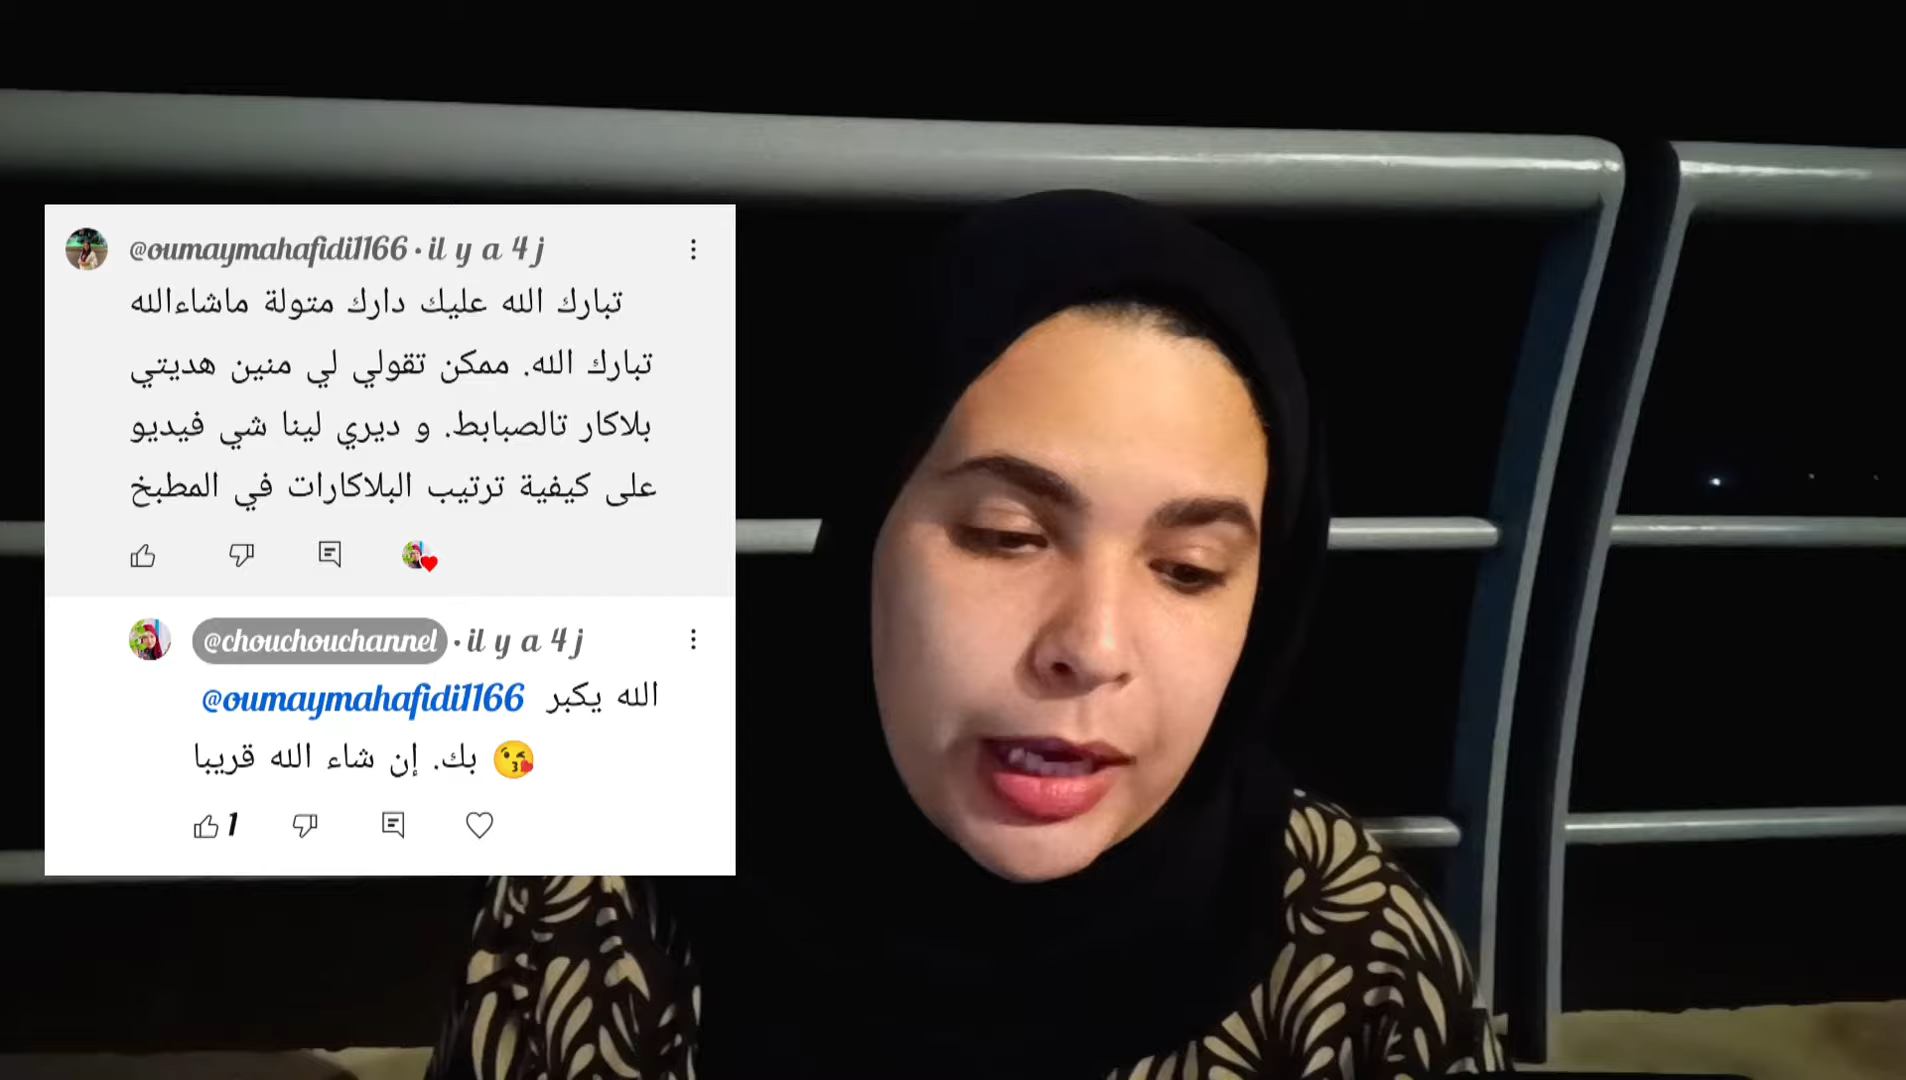 @oumaymahafidi1166 · il y a 4 j
تبارك الله عليك دارك متولة ماشاءالله
تبارك الله. ممكن تقولي لي منين هديتي
بلاكار تالصبابط. و ديري لينا شي فيديو
على كيفية ترتيب البلاكارات في المطبخ
@chouchouchannel · il y a 4 j
@oumaymahafidi1166 الله يكبر
بك. إن شاء الله قريبا 😘
1